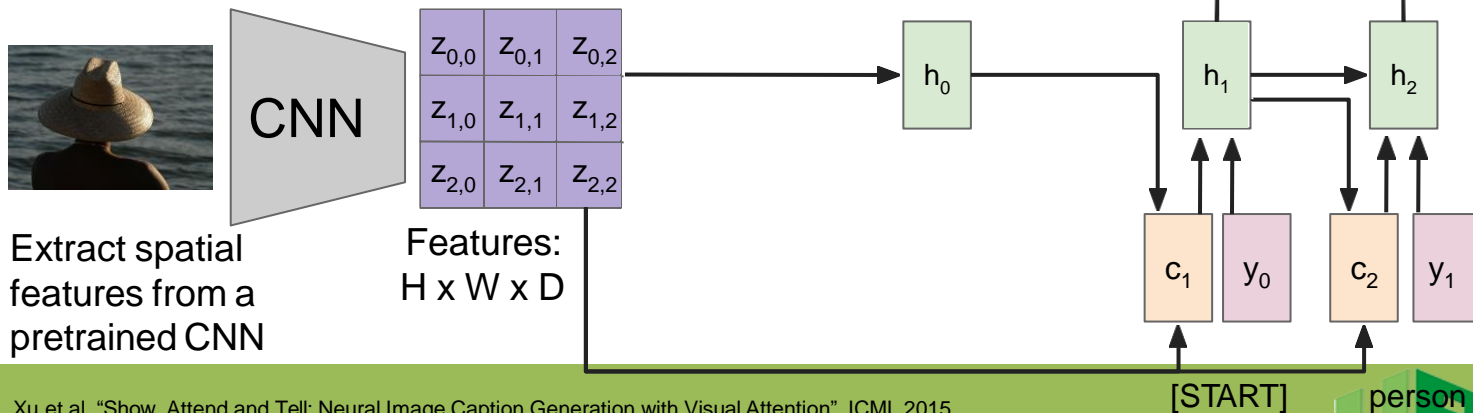 CNN
z0,0 z0,1 z0,2
z1,0 z1,1 z1,2
z2,0 z2,1 z2,2
h0
h1
h2
Extract spatial
features from a
pretrained CNN
Features:
H x W x D
c1
y0
c2
y1
[START]
person
Xu et al, “Show, Attend and Tell: Neural Image Caption Generation with Visual Attention”, ICML 2015